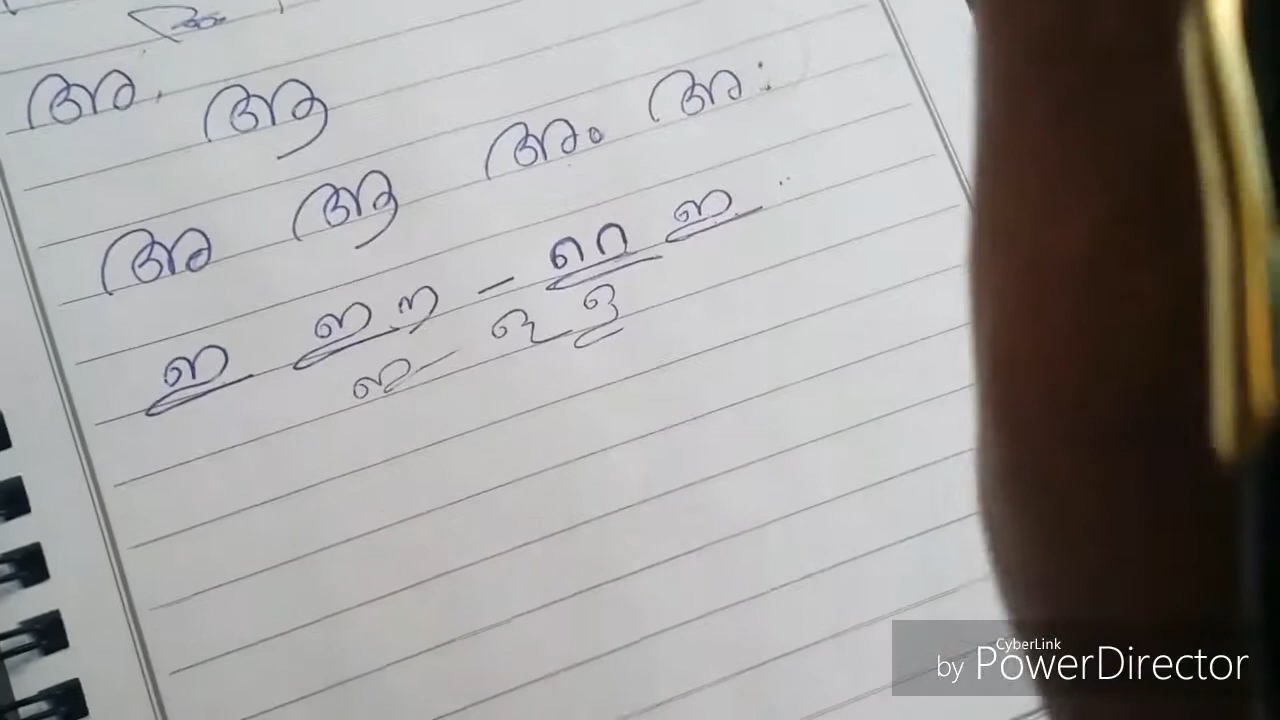 അ. ആ
അ ആ അം അഃ
ഇ ഈ - റെ ഇ
ഇ - ള
CyberLink
by PowerDirector